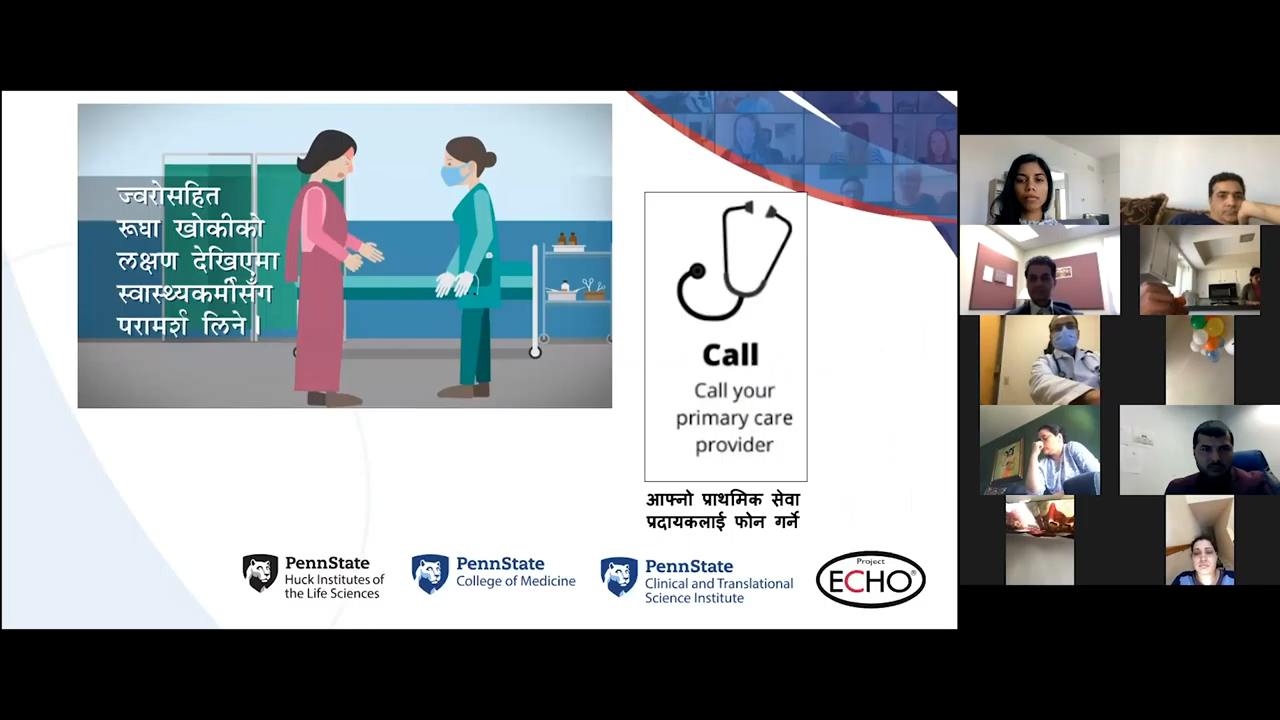 ज्वरोसहित
रूघा खोकीको
लक्षण देखिएमा
स्वास्थ्यकर्मीसँग
परामर्श लिने।
Call
Call your
primary care
provider
आफ्नो प्राथमिक सेवा
प्रदायकलाई फोन गर्ने
PennState
Huck Institutes of
the Life Sciences
PennState
College of Medicine
PennState
Clinical and Translational
Science Institute
Project
ECHO®